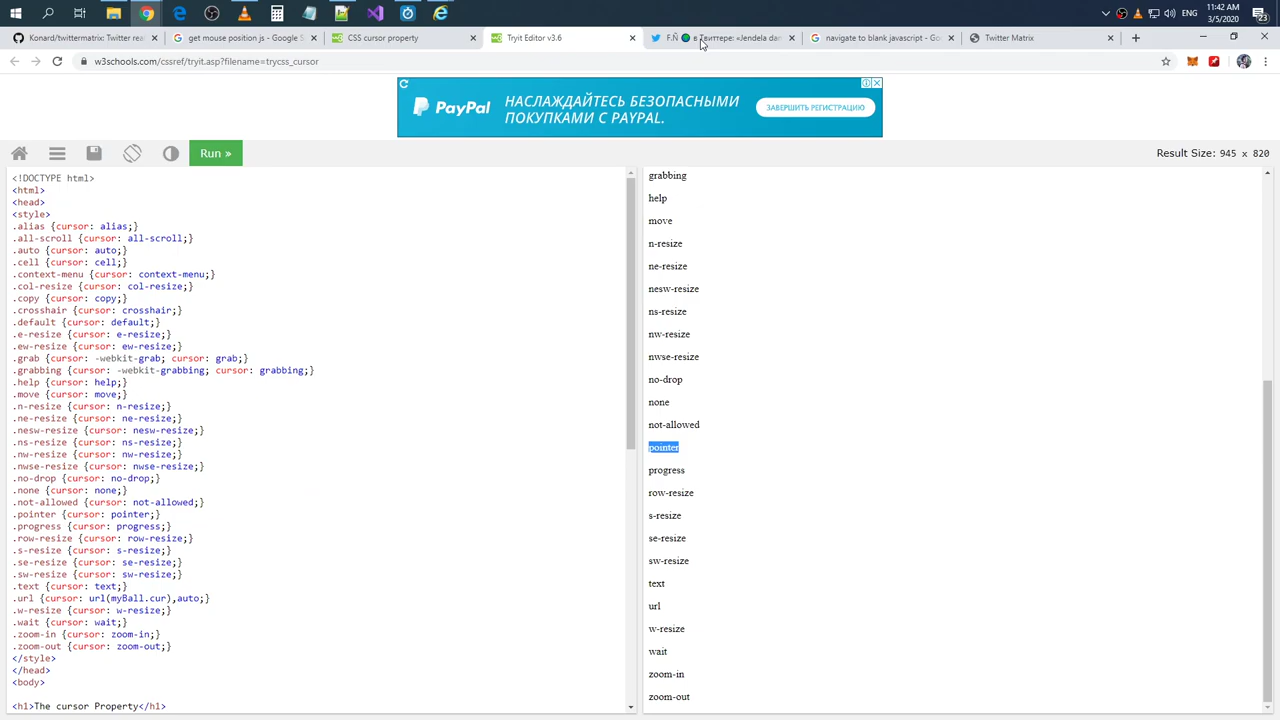 11:42 AM
ENG
3/5/2020
23
Konard/twittermatrix: Twitter rea
get mouse position js - Google S
CSS cursor property
Tryit Editor v3.6
в Твиттере: «Jendela dan
navigate to blank javascript - Go
Twitter Matrix
w3schools.com/cssref/tryit.asp?filename=trycss_cursor
PayPal
НАСЛАЖДАЙТЕСЬ БЕЗОПАСНЫМИ
ПОКУПКАМИ С PAYPAL.
ЗАВЕРШИТЬ РЕГИСТРАЦИЮ
Run »
Result Size: 945 x 820
<!DOCTYPE html>
<html>
<head>
<style>
.alias {cursor: alias;}
.all-scroll {cursor: all-scroll;}
.auto {cursor: auto;}
.cell {cursor: cell;}
.context-menu {cursor: context-menu;}
.col-resize {cursor: col-resize;}
.copy {cursor: copy;}
.crosshair {cursor: crosshair;}
.default {cursor: default;}
.e-resize {cursor: e-resize;}
.ew-resize {cursor: ew-resize;}
.grab {cursor: -webkit-grab; cursor: grab;}
.grabbing {cursor: -webkit-grabbing; cursor: grabbing;}
.help {cursor: help;}
.move {cursor: move;}
.n-resize {cursor: n-resize;}
.ne-resize {cursor: ne-resize;}
.nesw-resize {cursor: nesw-resize;}
.ns-resize {cursor: ns-resize;}
.nw-resize {cursor: nw-resize;}
.nwse-resize {cursor: nwse-resize;}
.no-drop {cursor: no-drop;}
.none {cursor: none;}
.not-allowed {cursor: not-allowed;}
.pointer {cursor: pointer;}
.progress {cursor: progress;}
.row-resize {cursor: row-resize;}
.s-resize {cursor: s-resize;}
.se-resize {cursor: se-resize;}
.sw-resize {cursor: sw-resize;}
.text {cursor: text;}
.url {cursor: url(myBall.cur),auto;}
.w-resize {cursor: w-resize;}
.wait {cursor: wait;}
.zoom-in {cursor: zoom-in;}
.zoom-out {cursor: zoom-out;}
</style>
</head>
<body>
<h1>The cursor Property</h1>
grabbing
help
move
n-resize
ne-resize
nesw-resize
ns-resize
nw-resize
nwse-resize
no-drop
none
not-allowed
pointer
progress
row-resize
s-resize
se-resize
sw-resize
text
url
w-resize
wait
zoom-in
zoom-out